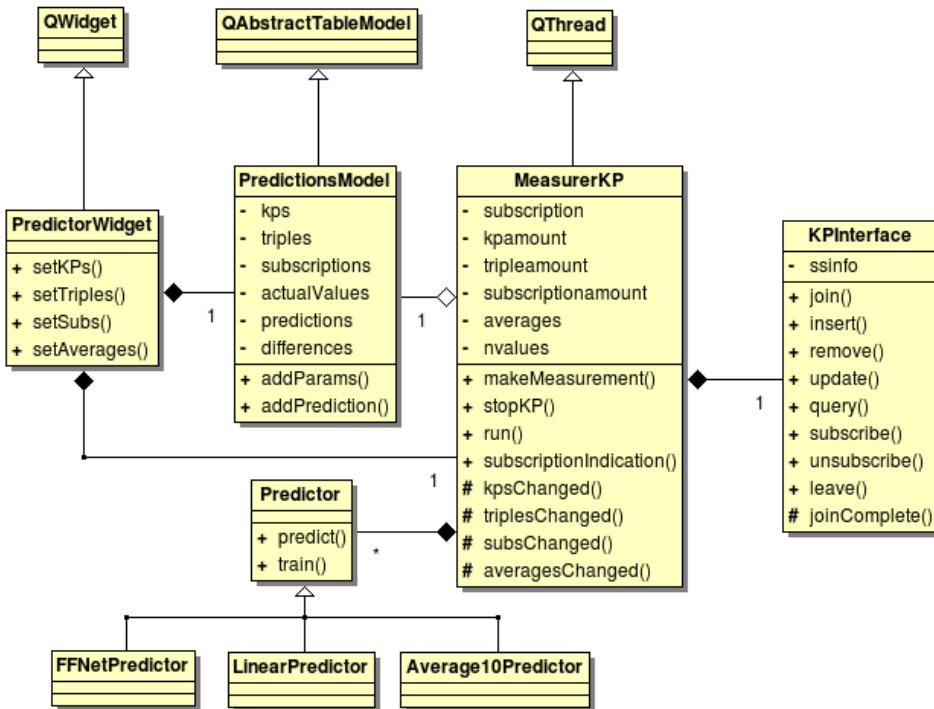 QWidget
QAbstractTableModel
QThread
PredictorWidget
+ setKPs()
+ setTriples()
+ setSubs()
+ setAverages()
1
1
PredictionsModel
- kps
- triples
- subscriptions
- actualValues
- predictions
- differences
+ addParams()
+ addPrediction()
1
MeasurerKP
- subscription
- kpamount
- tripleamount
- subscriptionamount
- averages
- nvalues
+ makeMeasurement()
+ stopKP()
+ run()
+ subscriptionIndication()
# kpsChanged()
# triplesChanged()
# subsChanged()
# averagesChanged()
1
KPInterface
- ssinfo
+ join()
+ insert()
+ remove()
+ update()
+ query()
+ subscribe()
+ unsubscribe()
+ leave()
# joinComplete()
Predictor
+ predict()
+ train()
*
FFNetPredictor
LinearPredictor
Average10Predictor